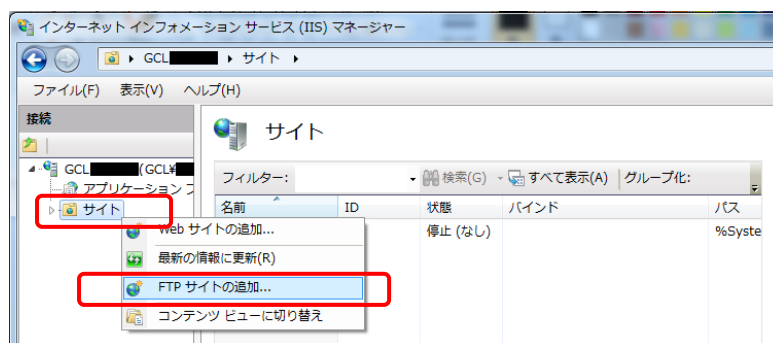 インターネット インフォメーション サービス (IIS) マネージャー
GCL サイト
ファイル(F) 表示(V) ヘルプ(H)
接続
サイト
GCL (GCL¥
フィルター: 検索(G) すべて表示(A) グループ化:
アプリケーション プ
サイト
名前 ID 状態 バインド パス
停止 (なし) %Syste
Web サイトの追加...
最新の情報に更新(R)
FTP サイトの追加...
コンテンツ ビューに切り替え